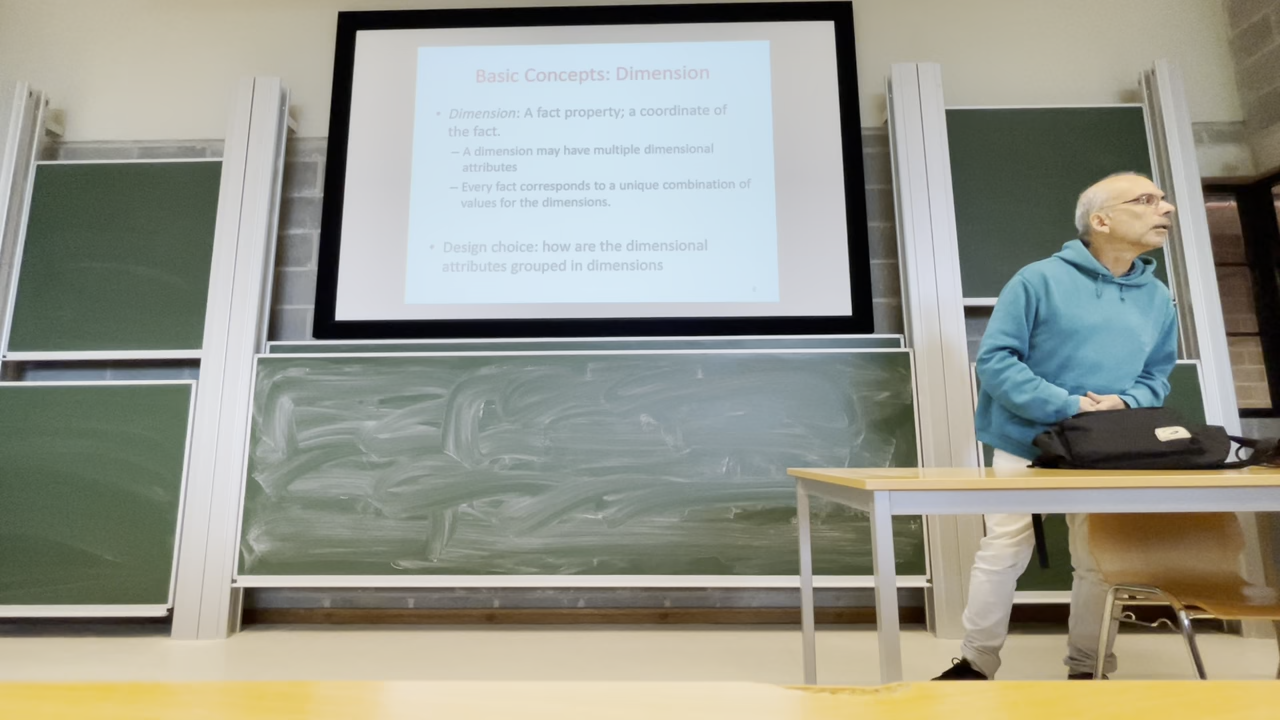 Basic Concepts: Dimension
• Dimension: A fact property; a coordinate of
the fact.
– A dimension may have multiple dimensional
attributes
– Every fact corresponds to a unique combination of
values for the dimensions.
• Design choice: how are the dimensional
attributes grouped in dimensions